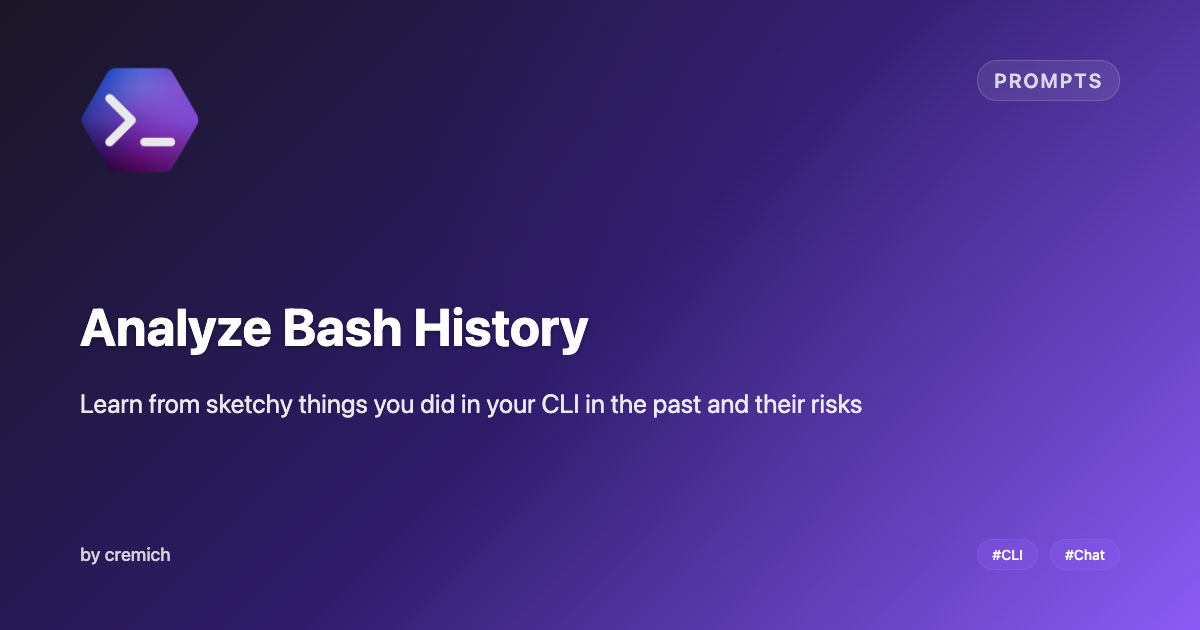 PROMPTS
Analyze Bash History
Learn from sketchy things you did in your CLI in the past and their risks
by cremich
#CLI
#Chat